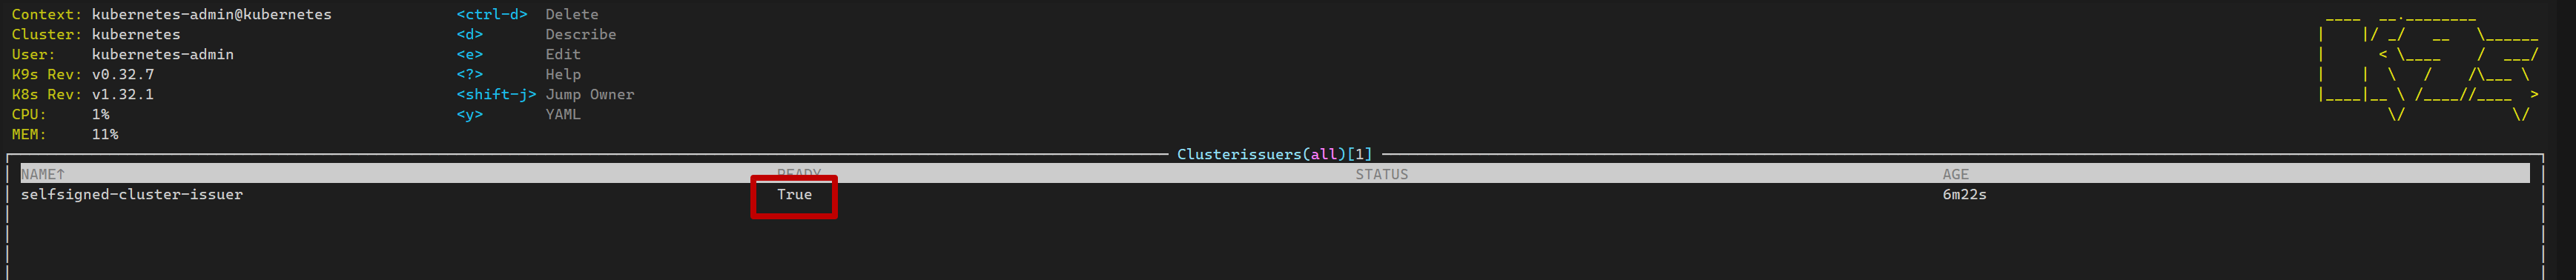 Context: kubernetes-admin@kubernetes <ctrl-d> Delete
Cluster: kubernetes <d> Describe
User: kubernetes-admin <e> Edit
K9s Rev: v0.32.7 <?> Help
K8s Rev: v1.32.1 <shift-j> Jump Owner
CPU: 1% <y> YAML
MEM: 11%
Clusterissuers(all)[1]
NAME↑ READY STATUS AGE
selfsigned-cluster-issuer True 6m22s